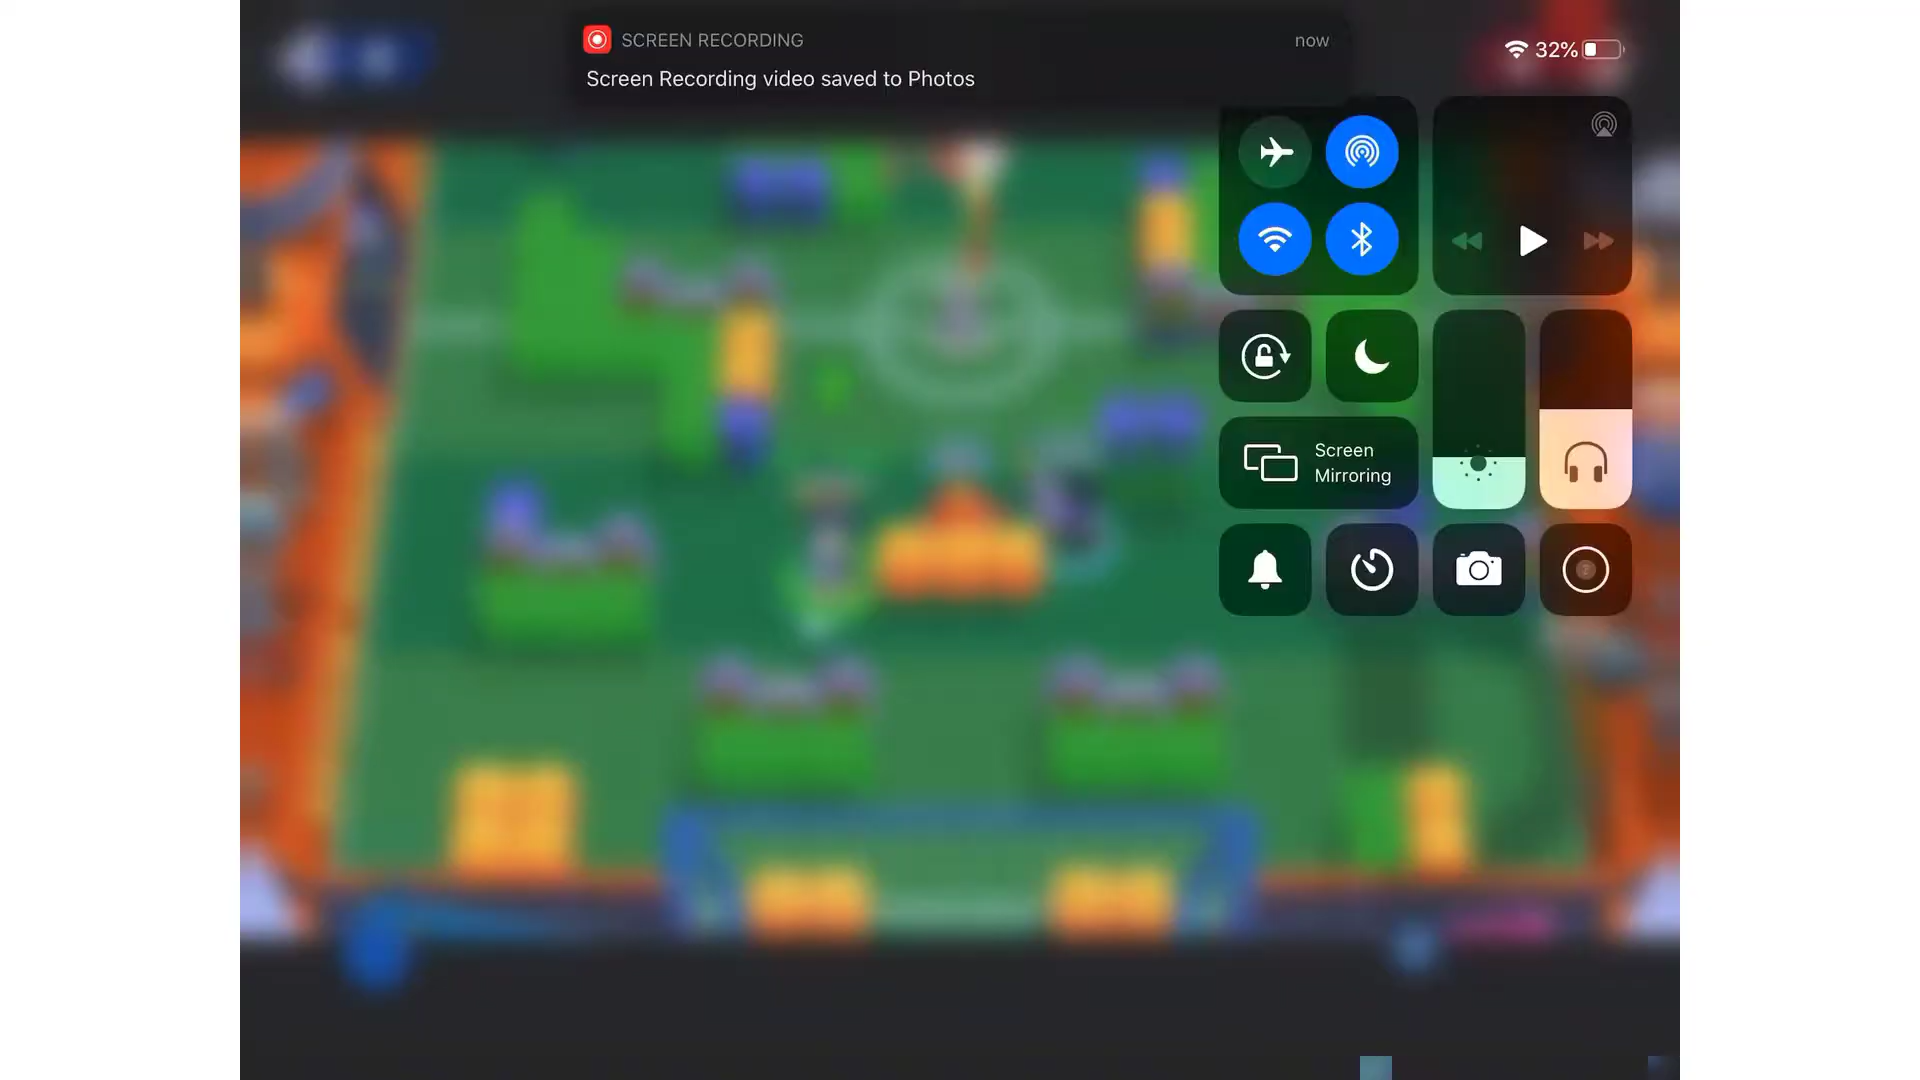 SCREEN RECORDING
now
Screen Recording video saved to Photos
32%
Screen
Mirroring